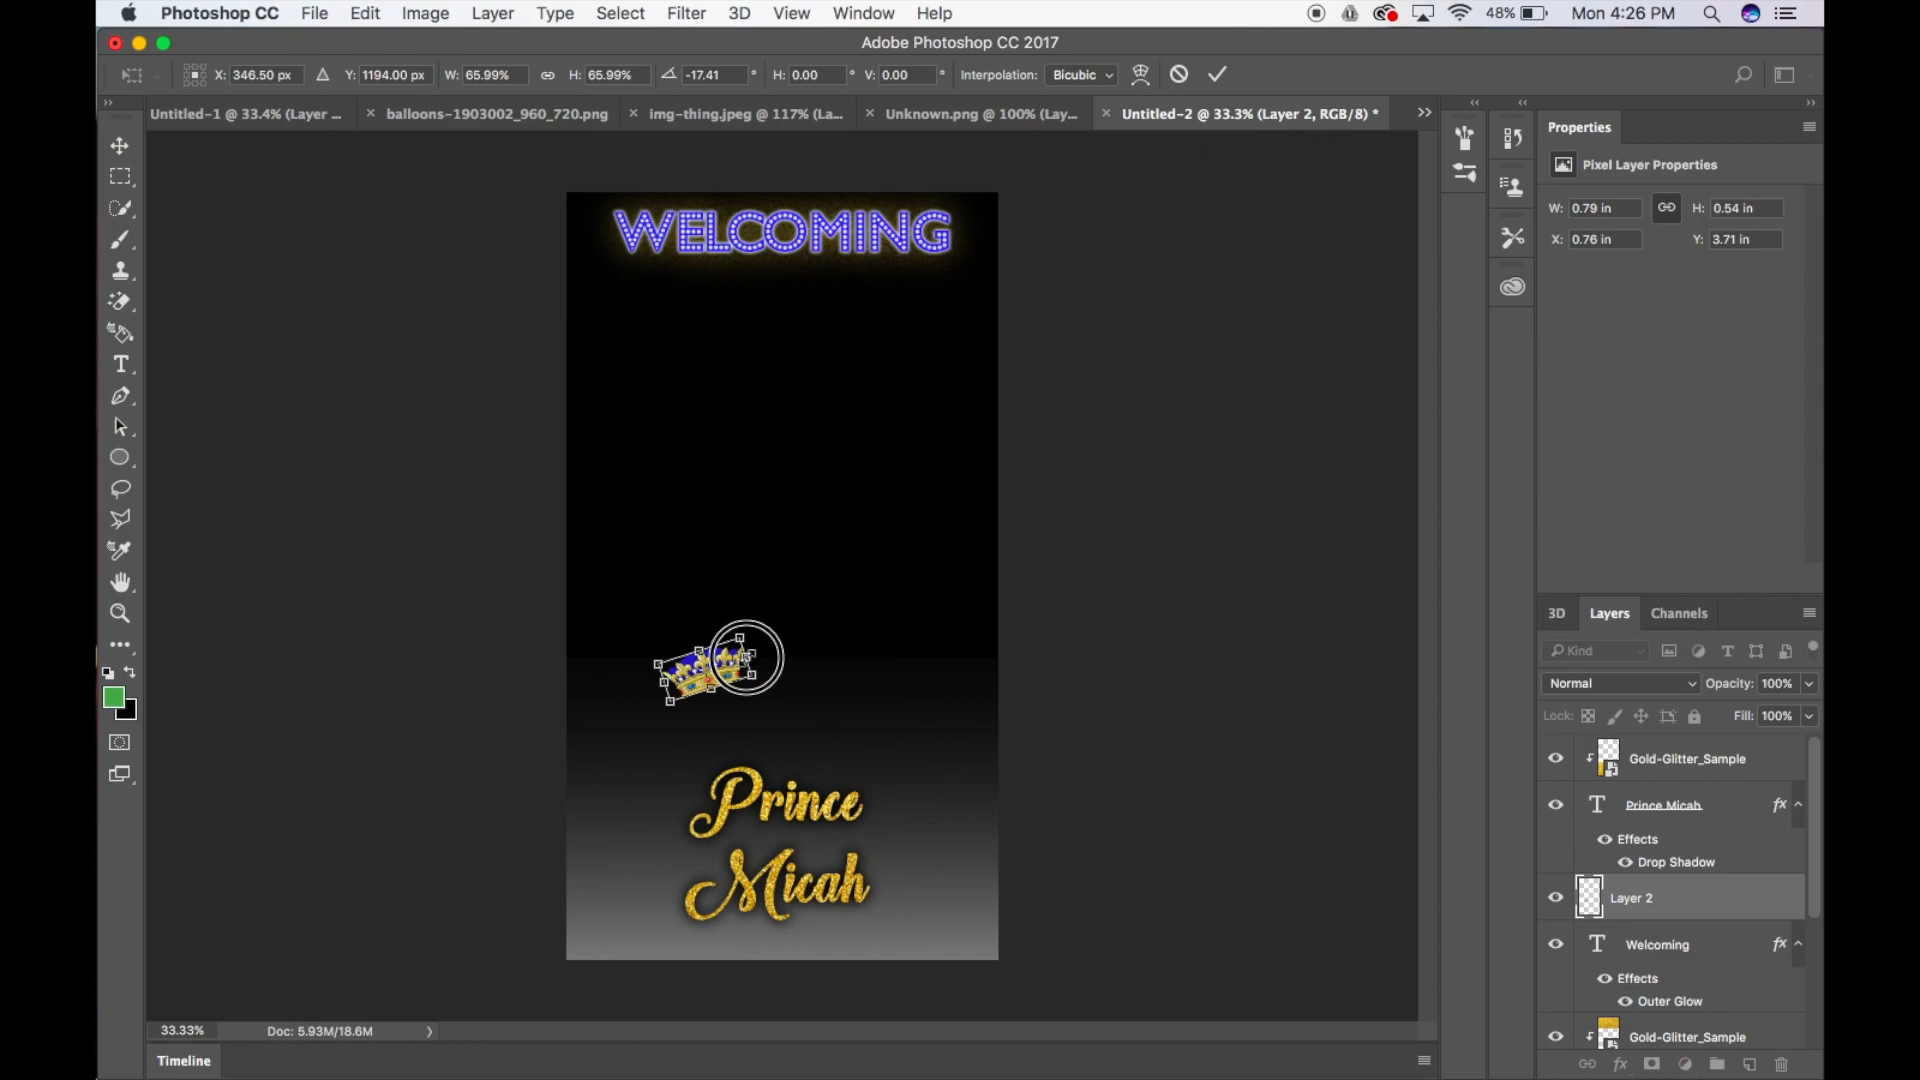 Photoshop CC File Edit Image Layer Type Select Filter 3D View Window Help 48% Mon 4:26 PM
Adobe Photoshop CC 2017
X: 346.50 px Y: 1194.00 px W: 65.99% H: 65.99% -17.41 ° H: 0.00 ° V: 0.00 ° Interpolation: Bicubic
Untitled-1 @ 33.4% (Layer ... × balloons-1903002_960_720.png × img-thing.jpeg @ 117% (La... × Unknown.png @ 100% (Lay... × Untitled-2 @ 33.3% (Layer 2, RGB/8) *
Properties
Pixel Layer Properties
W: 0.79 in H: 0.54 in
X: 0.76 in Y: 3.71 in
WELCOMING
Prince
Micah
3D Layers Channels
Kind
Normal Opacity: 100%
Lock: Fill: 100%
Gold-Glitter_Sample
Prince Micah fx
Effects
Drop Shadow
Layer 2
Welcoming fx
Effects
Outer Glow
Gold-Glitter_Sample
fx
33.33% Doc: 5.93M/18.6M
Timeline